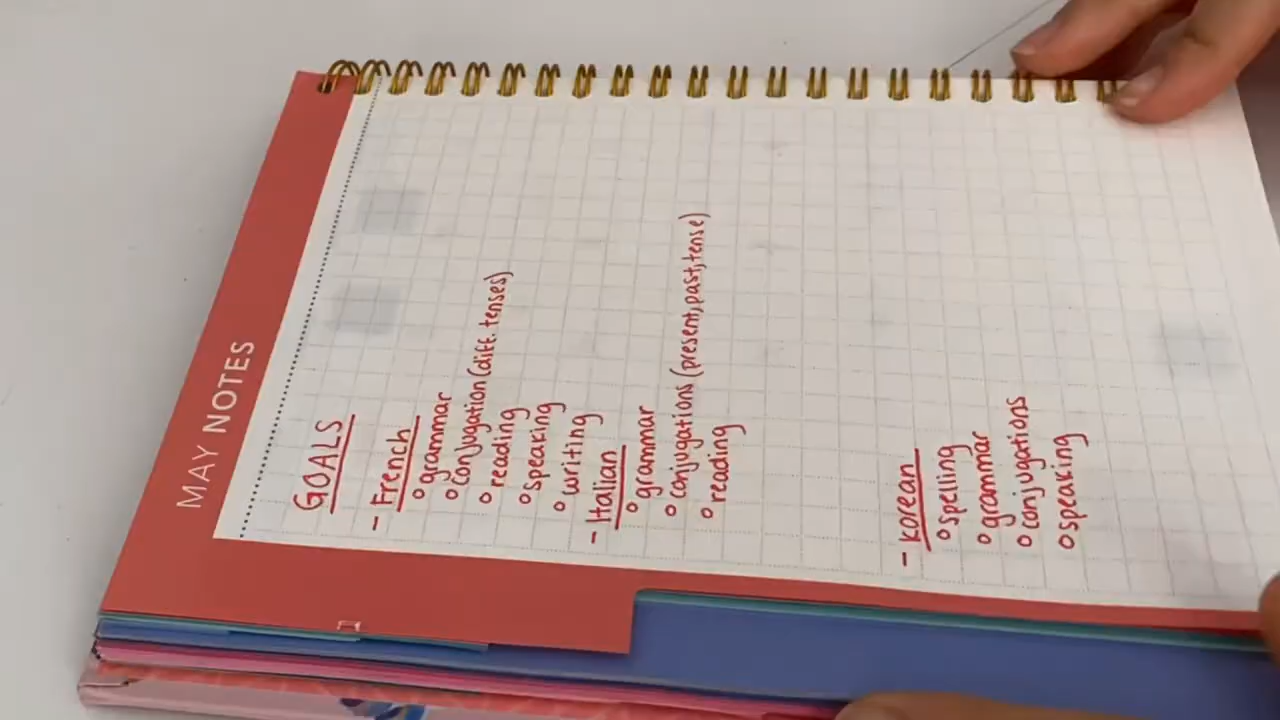 MAY NOTES
GOALS
- French
o grammar
o conjugation (diff. tenses)
o reading
o speaking
o writing
- Italian
o grammar
o conjugations (present, past, tense)
o reading
- Korean
o spelling
o grammar
o conjugations
o speaking